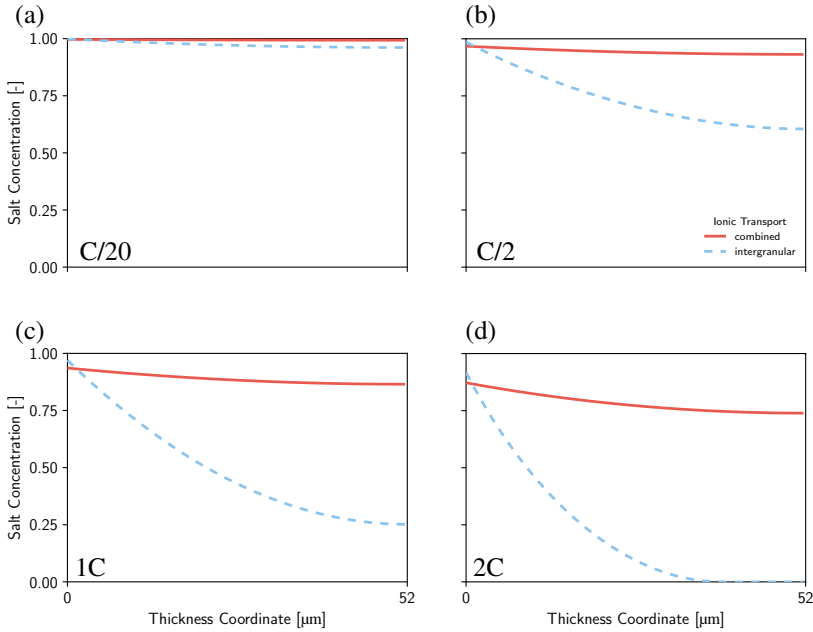 (a)
(b)
Salt Concentration [-]
1.00
0.75
0.50
0.25
0.00
C/20
C/2
Ionic Transport
combined
intergranular
(c)
(d)
Salt Concentration [-]
1.00
0.75
0.50
0.25
0.00
1C
2C
0
52
0
52
Thickness Coordinate [μm]
Thickness Coordinate [μm]